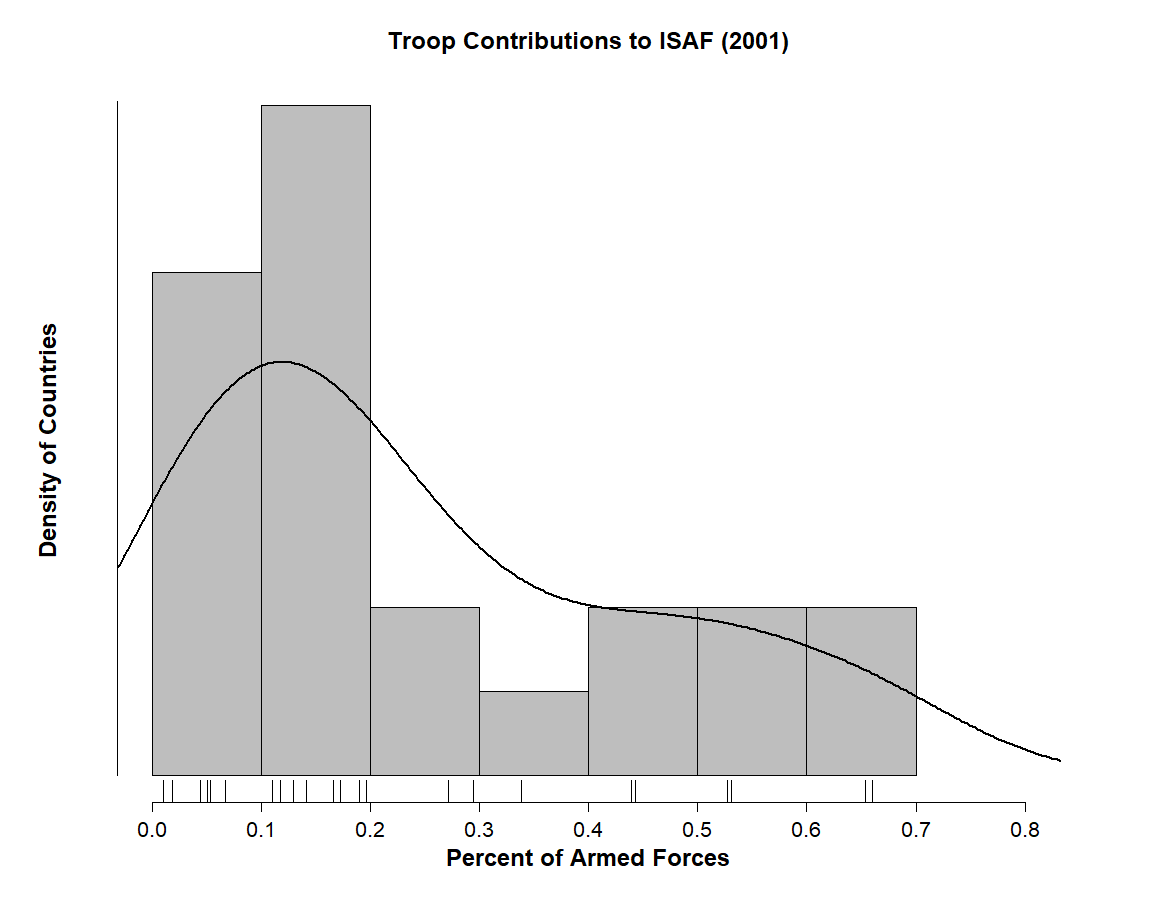 Troop Contributions to ISAF (2001)
Density of Countries
0.0 0.1 0.2 0.3 0.4 0.5 0.6 0.7 0.8
Percent of Armed Forces